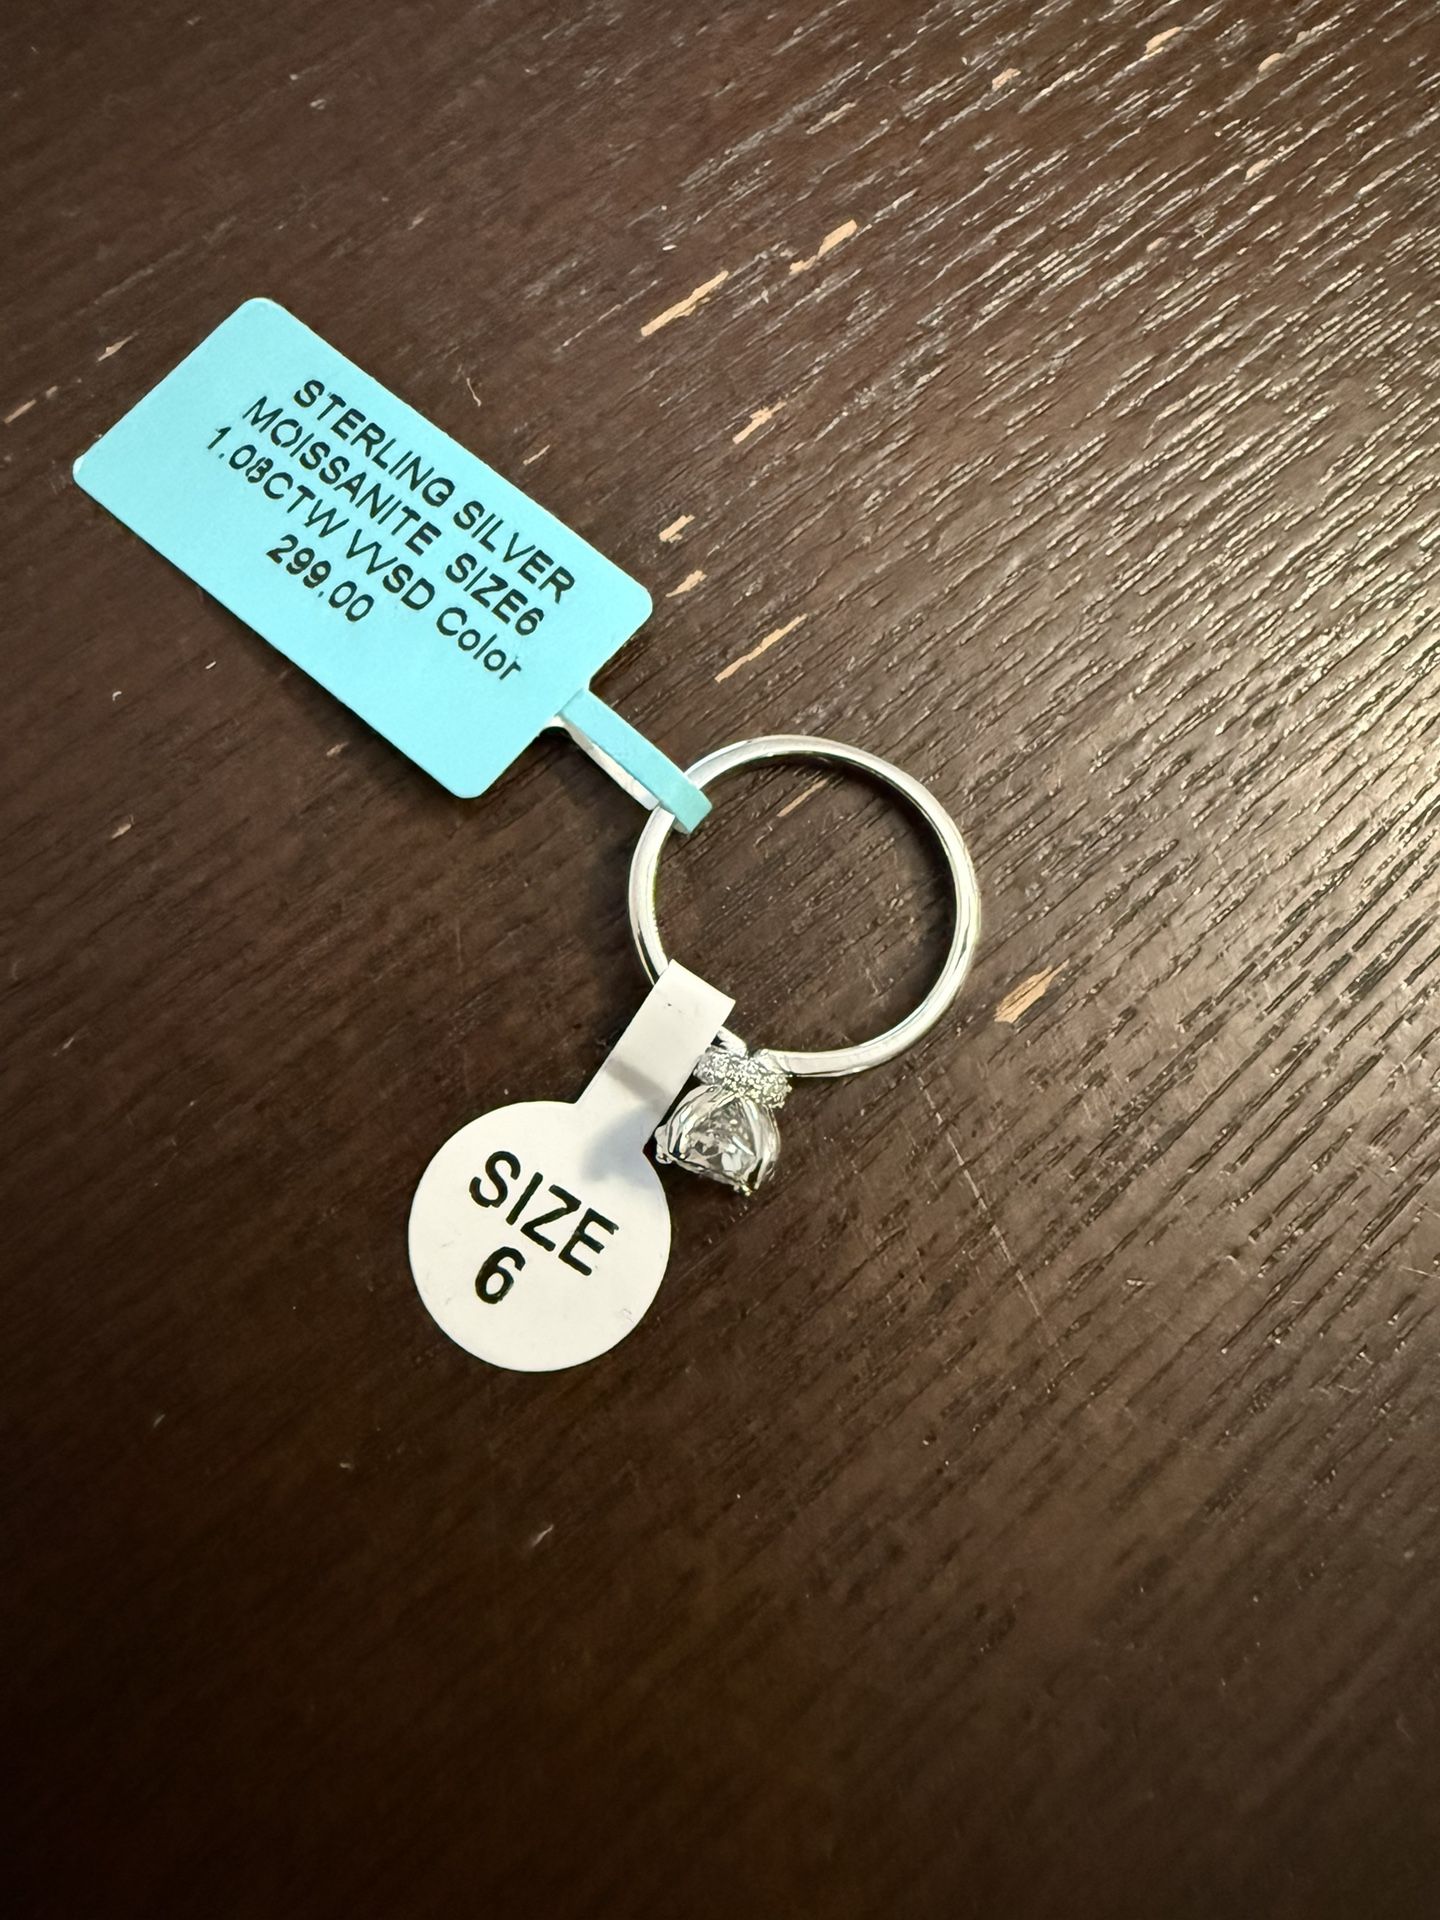 STERLING SILVER
MOISSANITE SIZE6
1.08CTW VVSD Color
299.00
SIZE
6